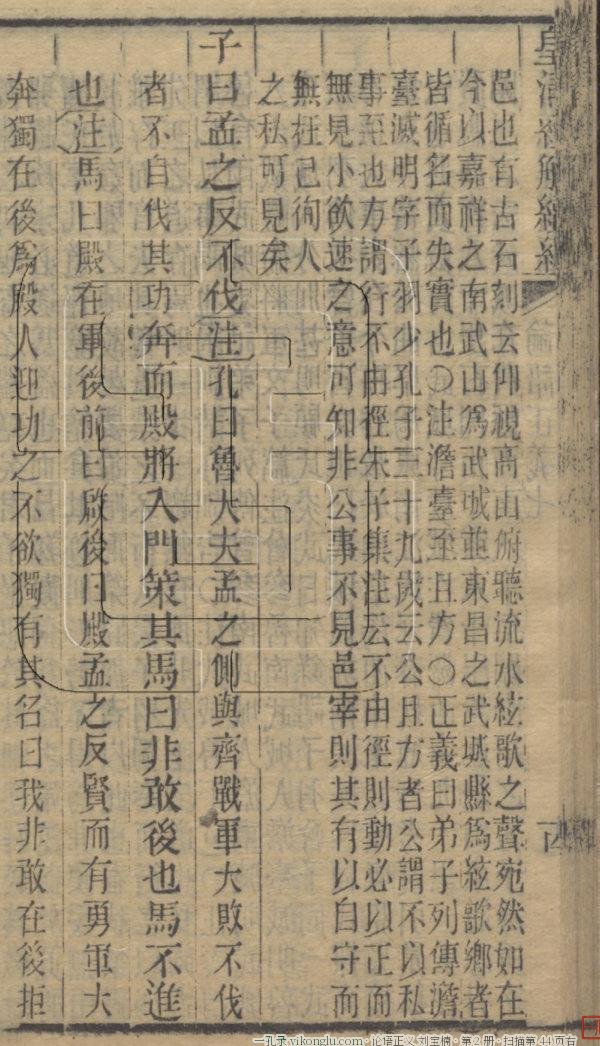 皇清經解續編
邑也有古石刻云仰視高山俯聽流水絃歌之聲宛然如在
今以嘉祥之南武山爲武城並東昌之武城縣爲絃歌鄉者
皆循名而失實也○注澹臺至且方○正義曰弟子列傳澹
臺滅明字子羽少孔子三十九歲云公且方者公謂不以私
事至也方謂行不由徑朱子集注云不由徑則動必以正而
無見小欲速之意可知非公事不見邑宰則其有以自守而
無枉己徇人
之私可見矣
子曰孟之反不伐注孔曰魯大夫孟之側與齊戰軍大敗不伐
者不自伐其功奔而殿將入門策其馬曰非敢後也馬不進
也注馬曰殿在軍後前曰啟後曰殿孟之反賢而有勇軍大
奔獨在後爲殿人迎功之不欲獨有其名曰我非敢在後拒
一孔录 yikonglu.com · 论语正义 刘宝楠 · 第2册 · 扫描第44页右